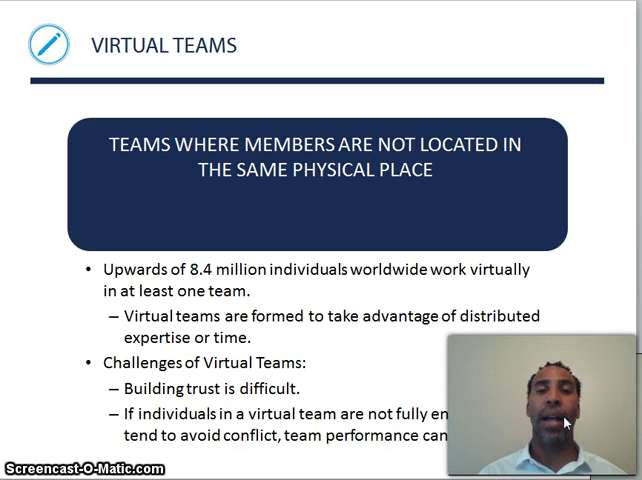 VIRTUAL TEAMS
TEAMS WHERE MEMBERS ARE NOT LOCATED IN
THE SAME PHYSICAL PLACE
• Upwards of 8.4 million individuals worldwide work virtually
in at least one team.
– Virtual teams are formed to take advantage of distributed
expertise or time.
• Challenges of Virtual Teams:
– Building trust is difficult.
– If individuals in a virtual team are not fully
tend to avoid conflict, team performance can
Screencast-O-Matic.com